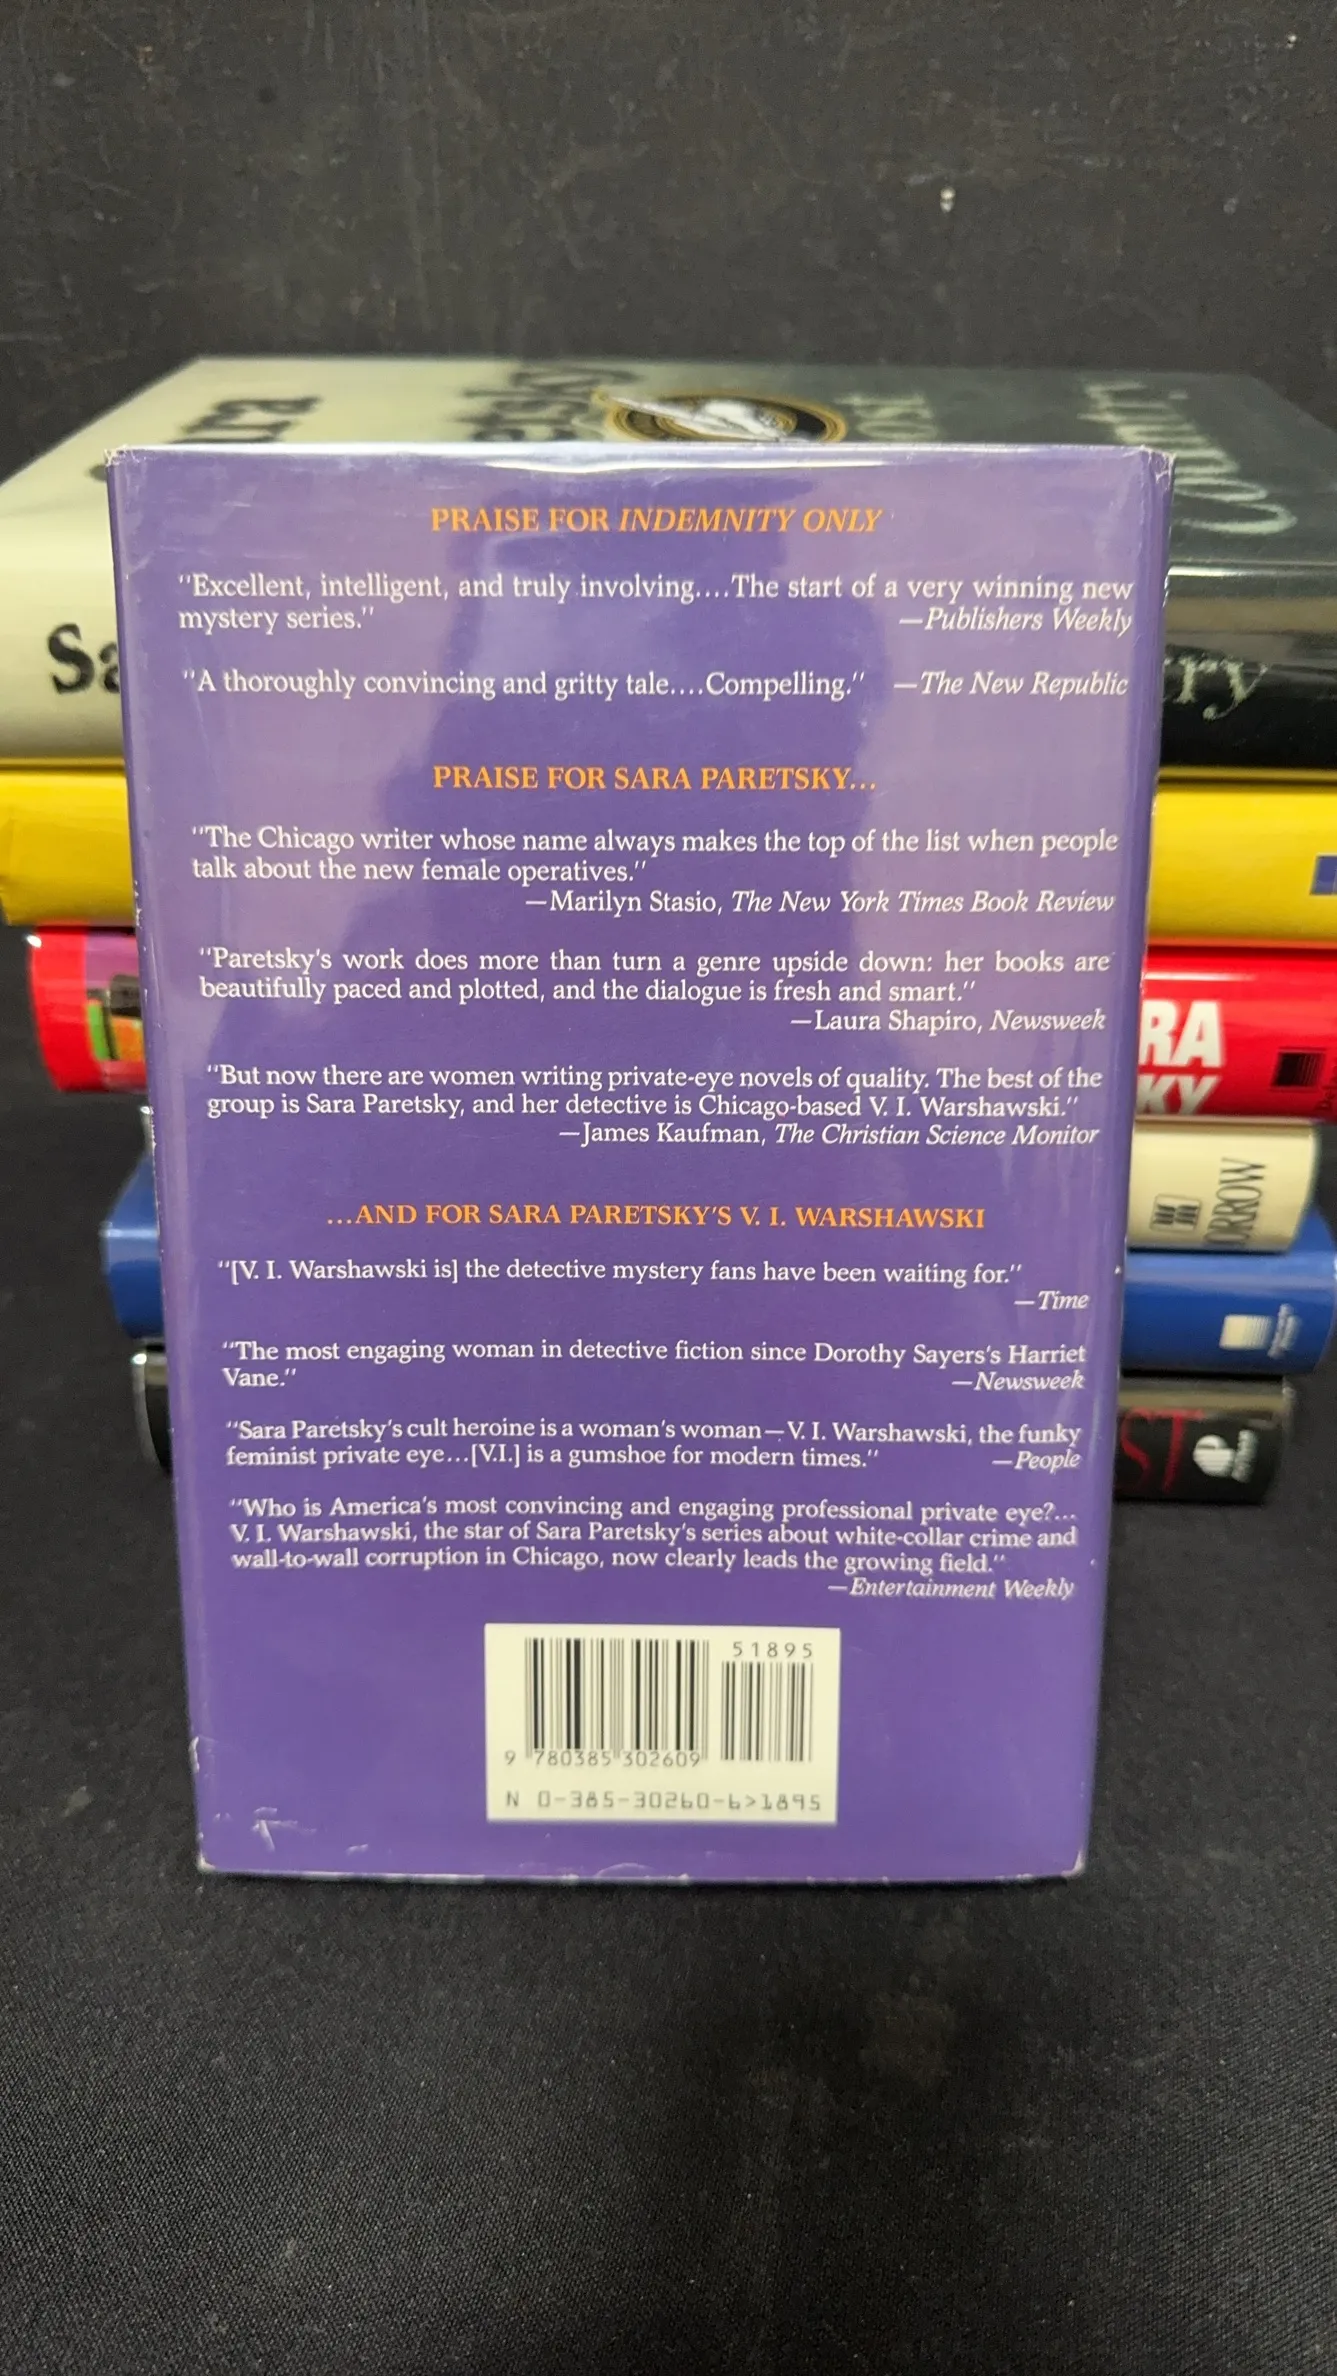 Sa
rry
RA
KY
ORROW
ST
PRAISE FOR INDEMNITY ONLY
"Excellent, intelligent, and truly involving....The start of a very winning new
mystery series."
—Publishers Weekly
"A thoroughly convincing and gritty tale....Compelling." —The New Republic
PRAISE FOR SARA PARETSKY...
"The Chicago writer whose name always makes the top of the list when people
talk about the new female operatives."
—Marilyn Stasio, The New York Times Book Review
"Paretsky's work does more than turn a genre upside down: her books are
beautifully paced and plotted, and the dialogue is fresh and smart."
—Laura Shapiro, Newsweek
"But now there are women writing private-eye novels of quality. The best of the
group is Sara Paretsky, and her detective is Chicago-based V. I. Warshawski."
—James Kaufman, The Christian Science Monitor
...AND FOR SARA PARETSKY'S V. I. WARSHAWSKI
"[V. I. Warshawski is] the detective mystery fans have been waiting for."
—Time
"The most engaging woman in detective fiction since Dorothy Sayers's Harriet
Vane."
—Newsweek
"Sara Paretsky's cult heroine is a woman's woman—V. I. Warshawski, the funky
feminist private eye...[V.I.] is a gumshoe for modern times."
—People
"Who is America's most convincing and engaging professional private eye?...
V. I. Warshawski, the star of Sara Paretsky's series about white-collar crime and
wall-to-wall corruption in Chicago, now clearly leads the growing field."
—Entertainment Weekly
51895
9 780385 302609
N 0-385-30260-6>1895